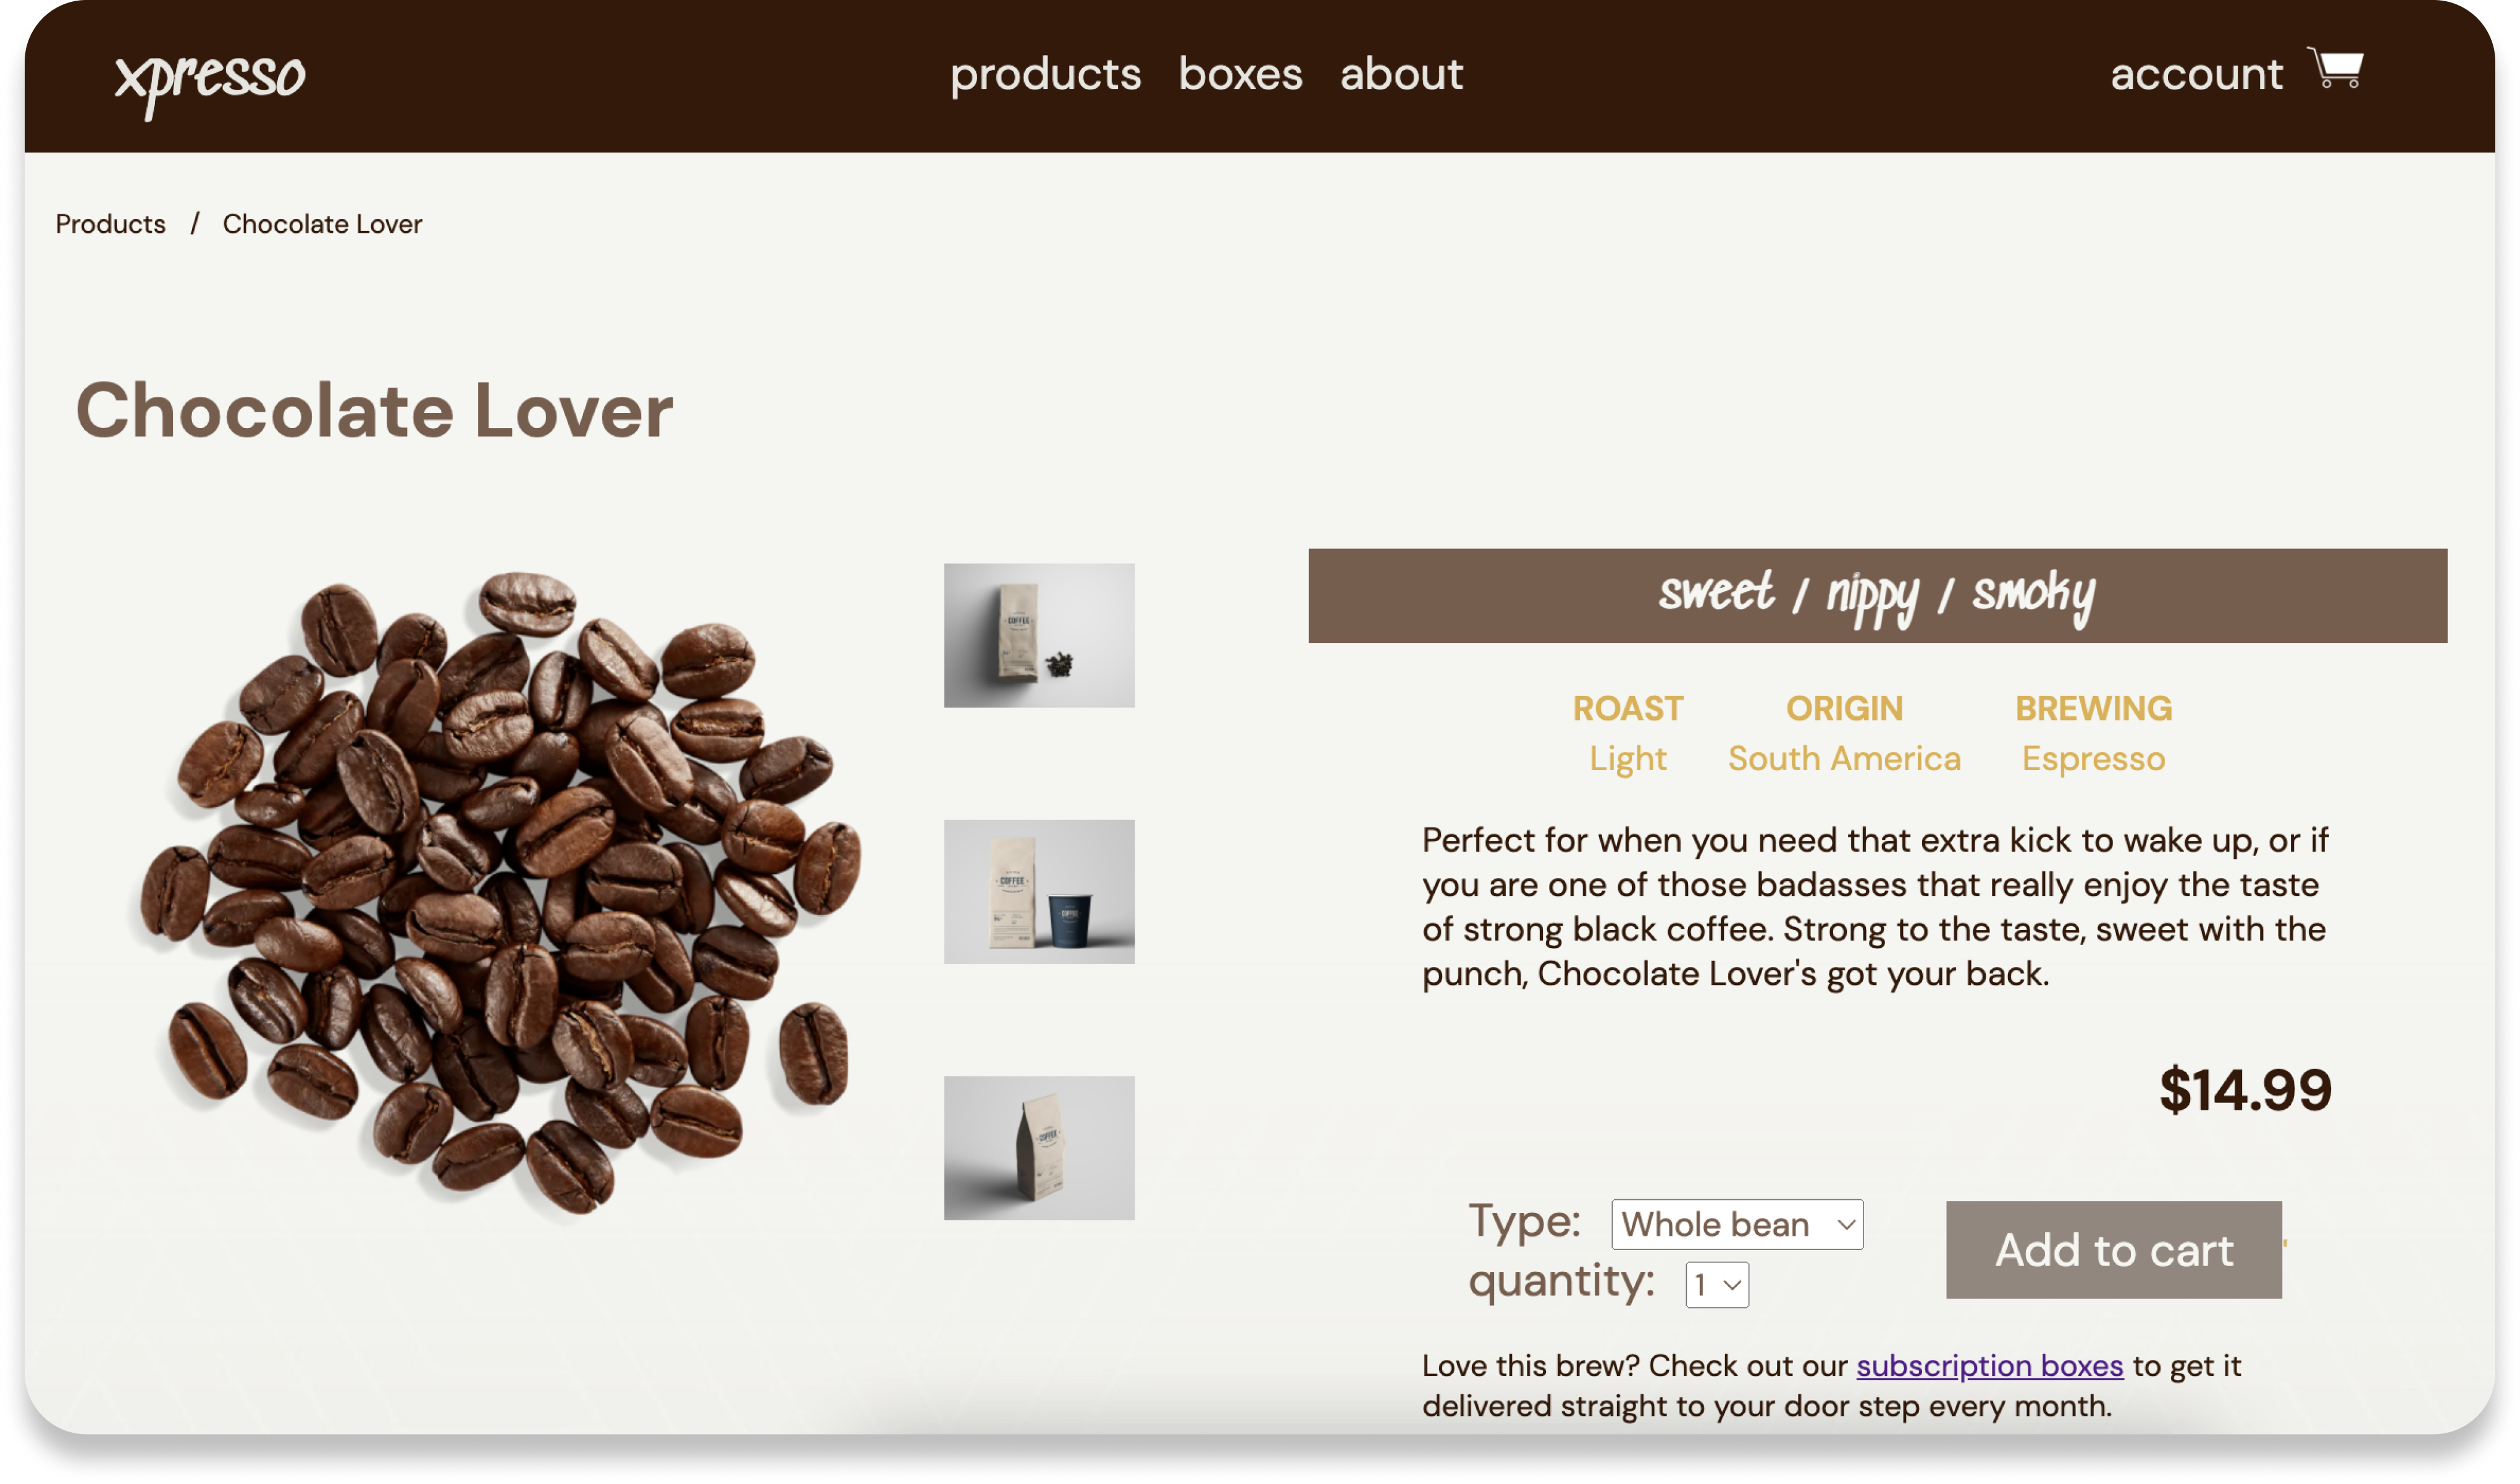 xpresso
products boxes about
account
Products / Chocolate Lover
Chocolate Lover
COFFEE
COFFEE
COFFEE
COFFEE
sweet / nippy / smoky
ROAST ORIGIN BREWING
Light South America Espresso
Perfect for when you need that extra kick to wake up, or if
you are one of those badasses that really enjoy the taste
of strong black coffee. Strong to the taste, sweet with the
punch, Chocolate Lover's got your back.
$14.99
Type: Whole bean
quantity: 1
Add to cart
Love this brew? Check out our subscription boxes to get it
delivered straight to your door step every month.